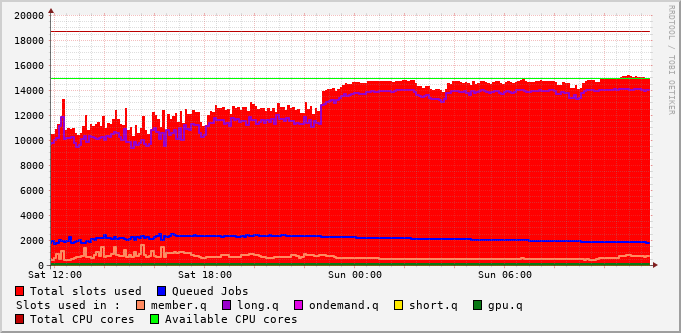 20000
18000
16000
14000
12000
10000
8000
6000
4000
2000
0
Sat 12:00 Sat 18:00 Sun 00:00 Sun 06:00
Total slots used Queued Jobs
Slots used in : member.q long.q ondemand.q short.q gpu.q
Total CPU cores Available CPU cores
RRDTOOL / TOBI OETIKER